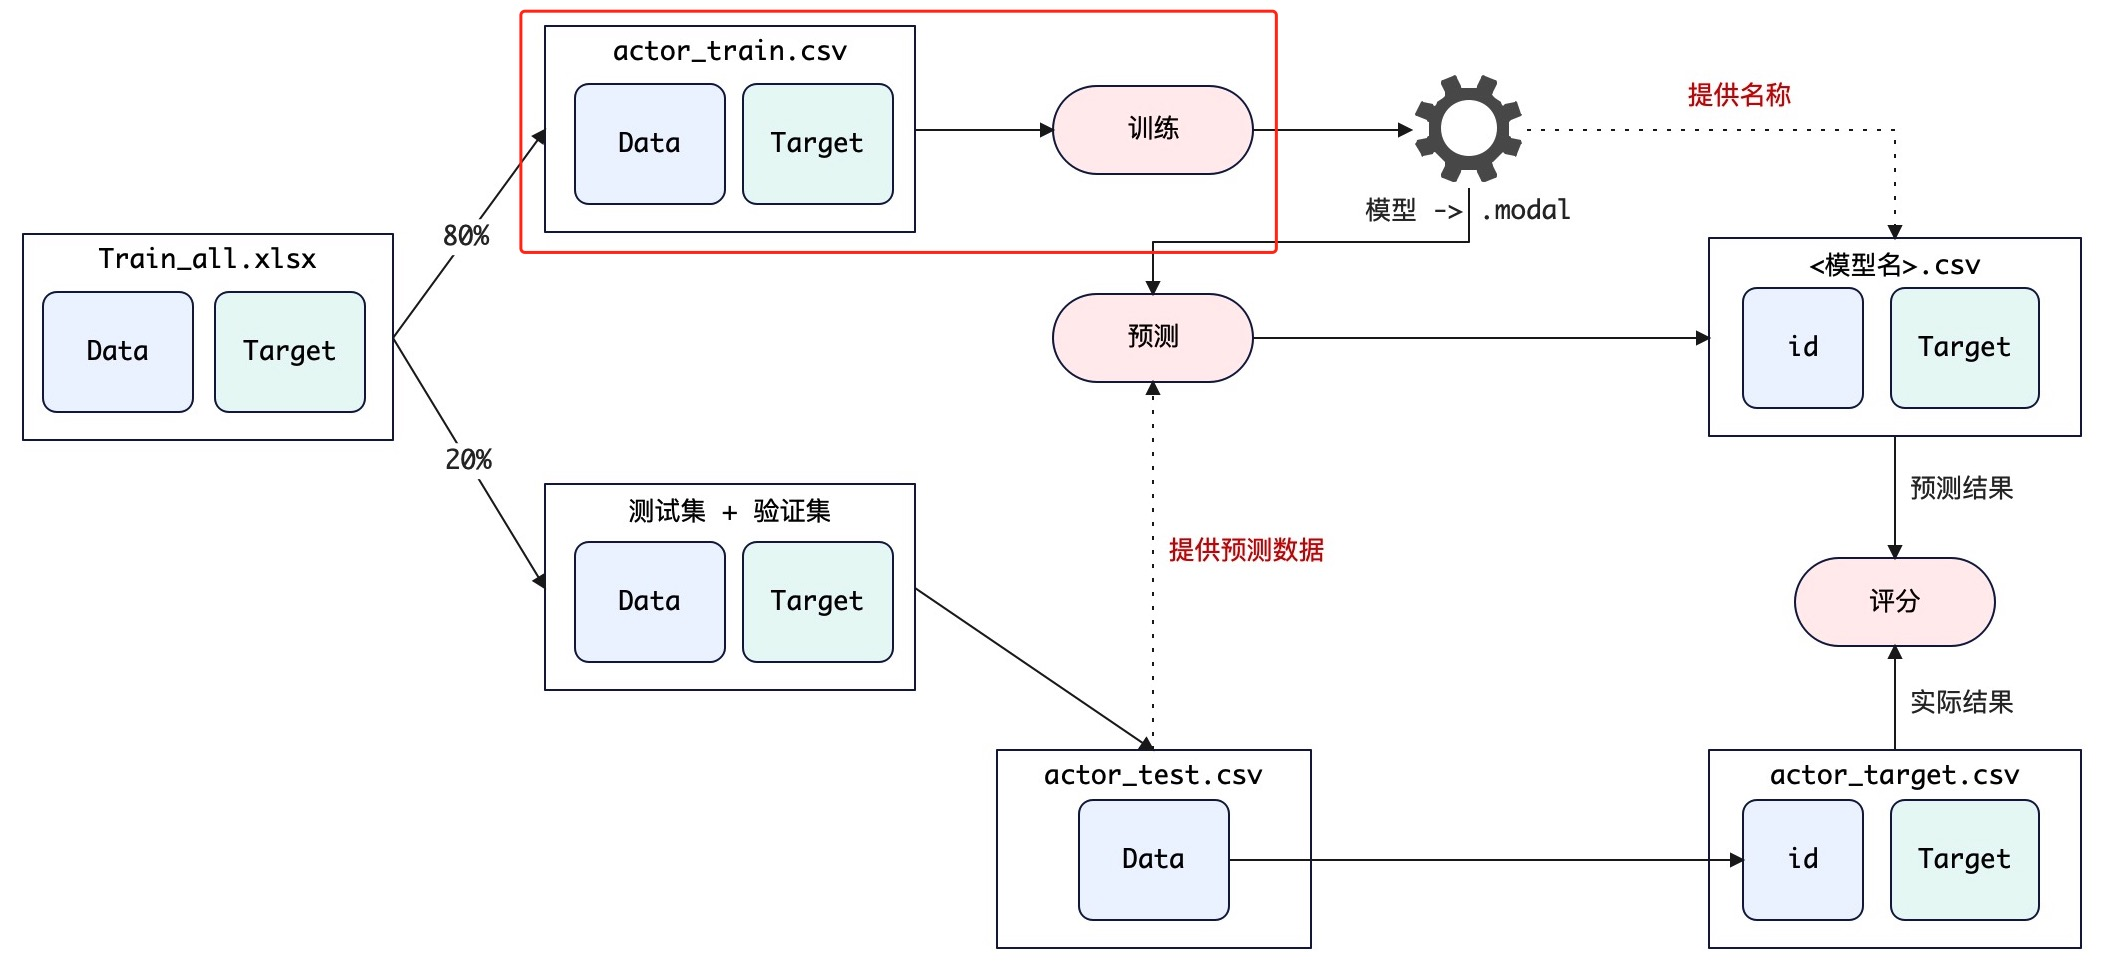 actor_train.csv
Data
Target
训练
提供名称
模型 -> .modal
80%
Train_all.xlsx
Data
Target
<模型名>.csv
id
Target
预测
20%
测试集 + 验证集
Data
Target
提供预测数据
预测结果
评分
实际结果
actor_test.csv
Data
actor_target.csv
id
Target